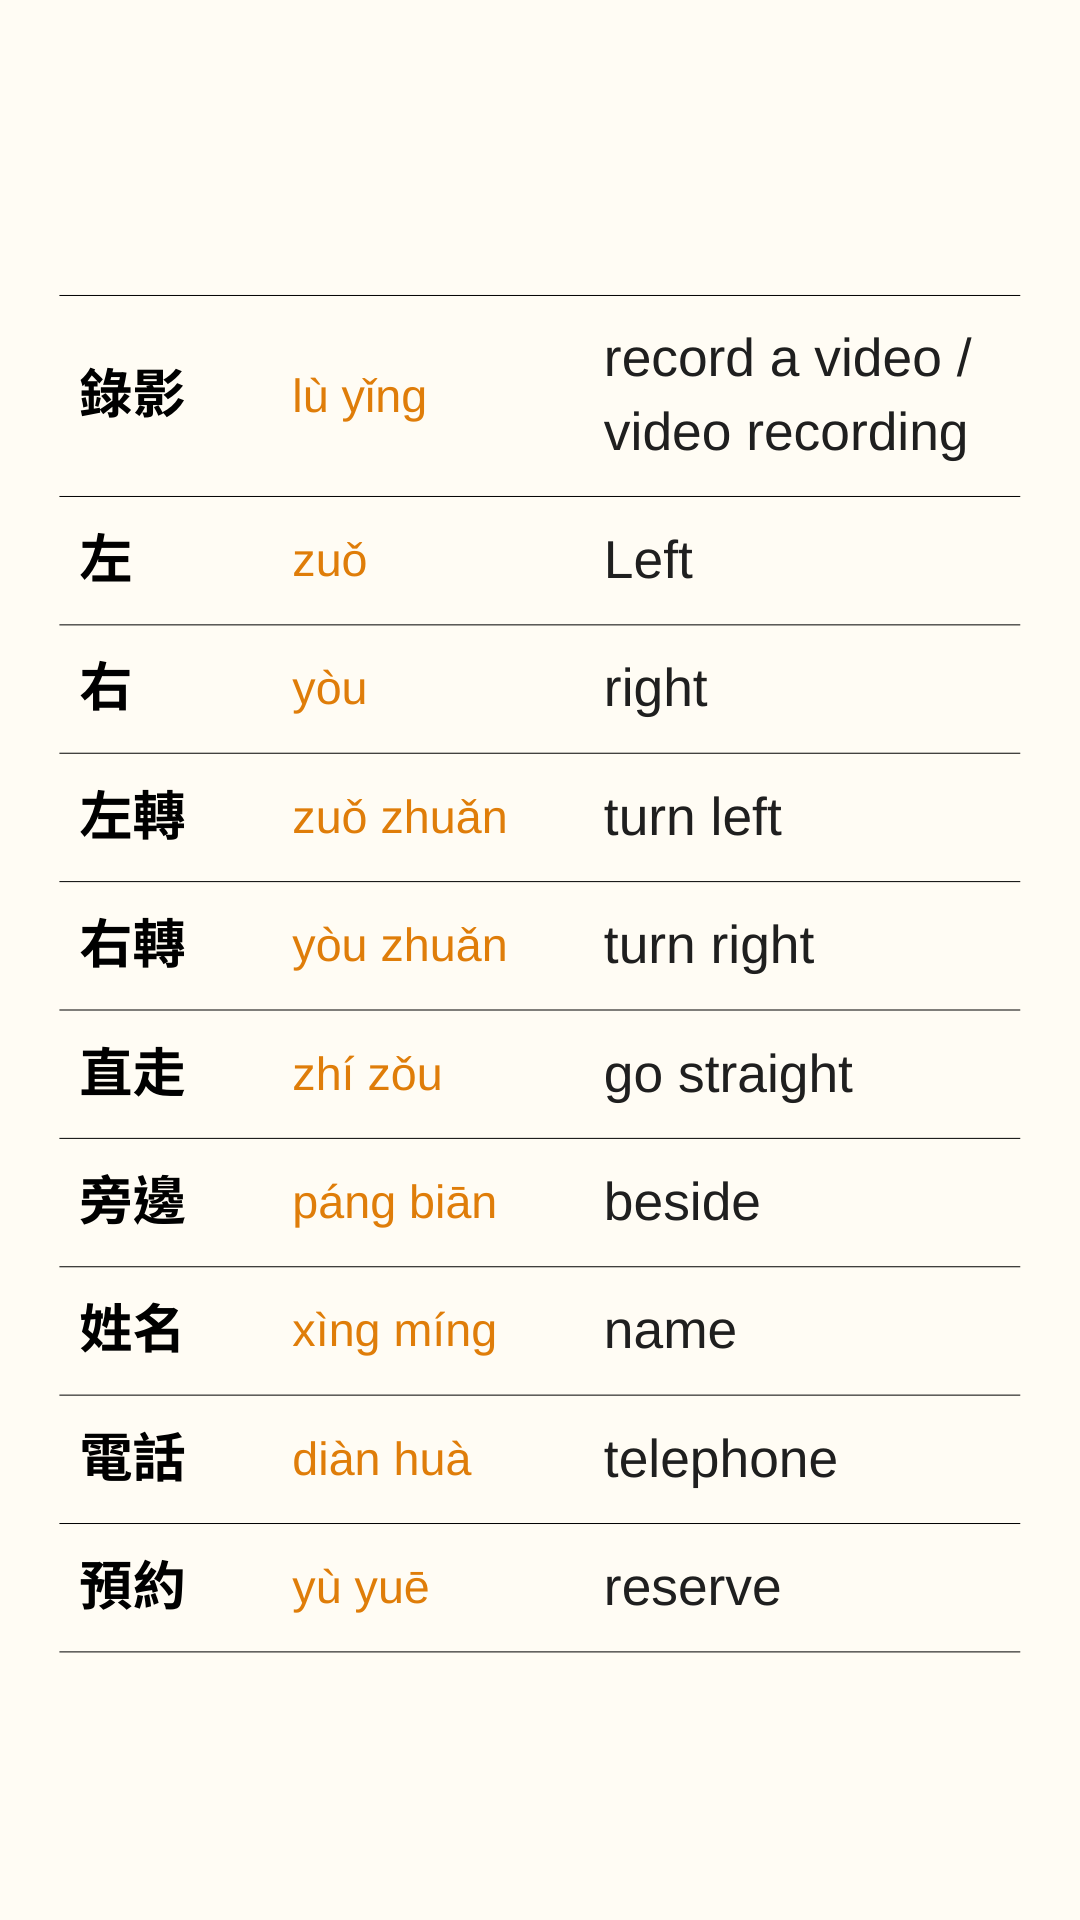 錄影 lù yǐng record a video /
video recording
左 zuǒ Left
右 yòu right
左轉 zuǒ zhuǎn turn left
右轉 yòu zhuǎn turn right
直走 zhí zǒu go straight
旁邊 páng biān beside
姓名 xìng míng name
電話 diàn huà telephone
預約 yù yuē reserve